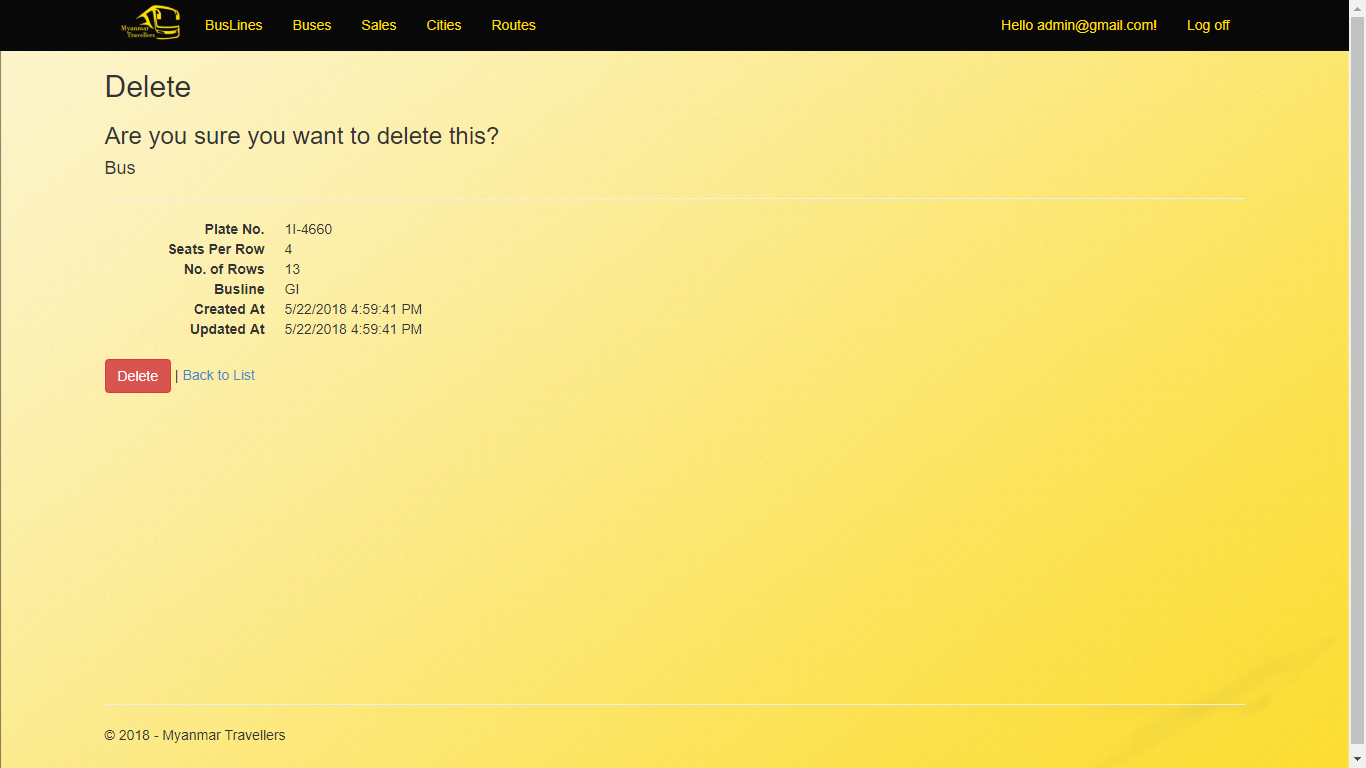 Myanmar
Travellers
BusLines Buses Sales Cities Routes Hello admin@gmail.com! Log off
Delete
Are you sure you want to delete this?
Bus
Plate No. 1I-4660
Seats Per Row 4
No. of Rows 13
Busline GI
Created At 5/22/2018 4:59:41 PM
Updated At 5/22/2018 4:59:41 PM
Delete | Back to List
© 2018 - Myanmar Travellers